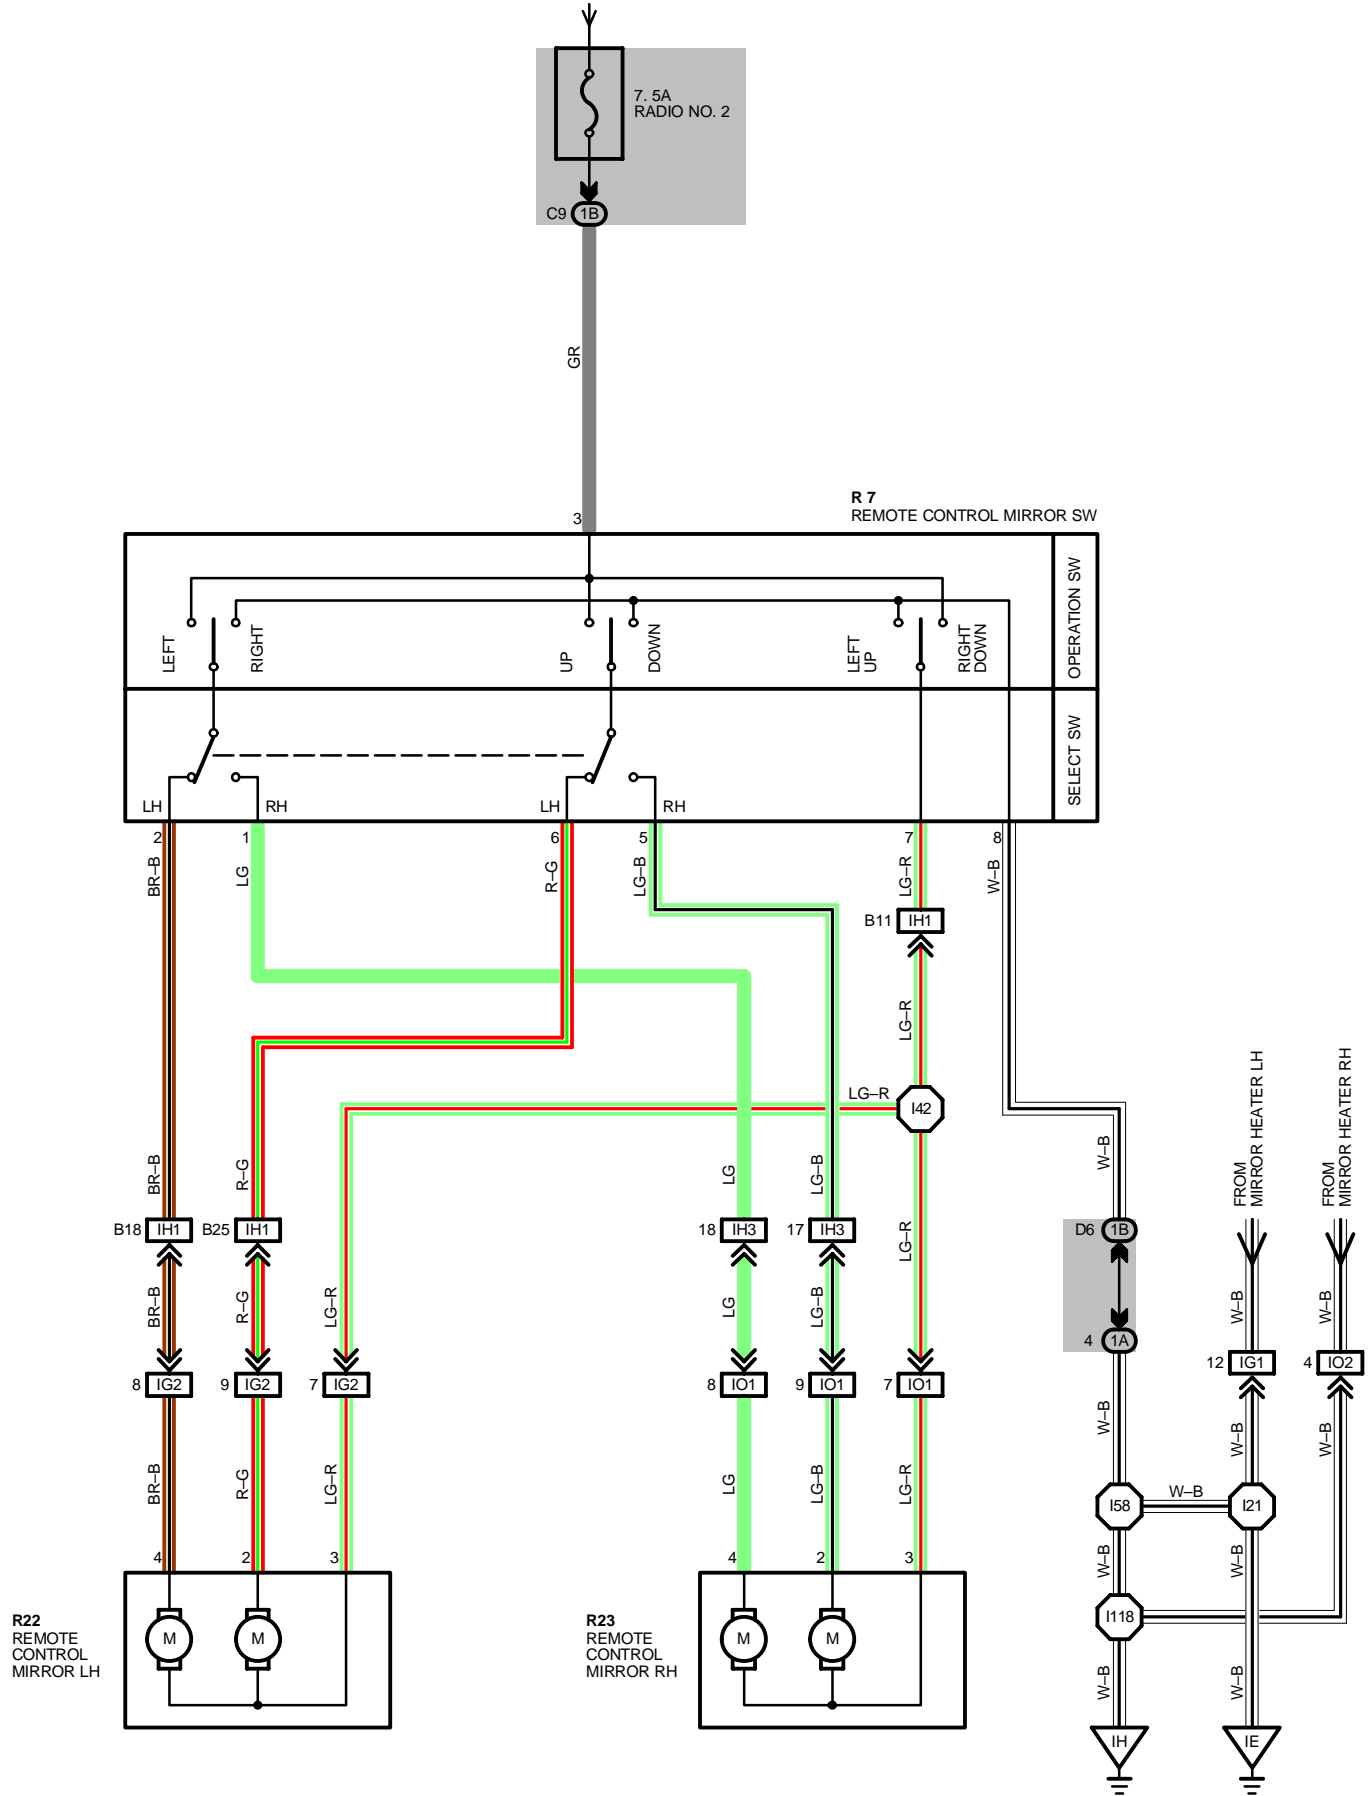 7. 5A
RADIO NO. 2
C9 1B
GR
R 7
REMOTE CONTROL MIRROR SW
3
LEFT
RIGHT
UP
DOWN
LEFT
UP
RIGHT
DOWN
OPERATION SW
SELECT SW
LH
RH
LH
RH
2
1
6
5
7
8
BR–B
LG
R–G
LG–B
LG–R
W–B
B11 IH1
LG–R
LG–R
I42
BR–B
R–G
LG
LG–B
LG–R
W–B
FROM
MIRROR HEATER LH
FROM
MIRROR HEATER RH
B18 IH1
B25 IH1
18 IH3
17 IH3
D6 1B
BR–B
R–G
LG–R
LG
LG–B
W–B
W–B
4 1A
12 IG1
4 IO2
8 IG2
9 IG2
7 IG2
8 IO1
9 IO1
7 IO1
W–B
W–B
W–B
BR–B
R–G
LG–R
LG
LG–B
LG–R
I58
W–B
I21
W–B
W–B
4
2
3
4
2
3
I118
R22
REMOTE
CONTROL
MIRROR LH
M
M
R23
REMOTE
CONTROL
MIRROR RH
M
M
W–B
W–B
IH
IE